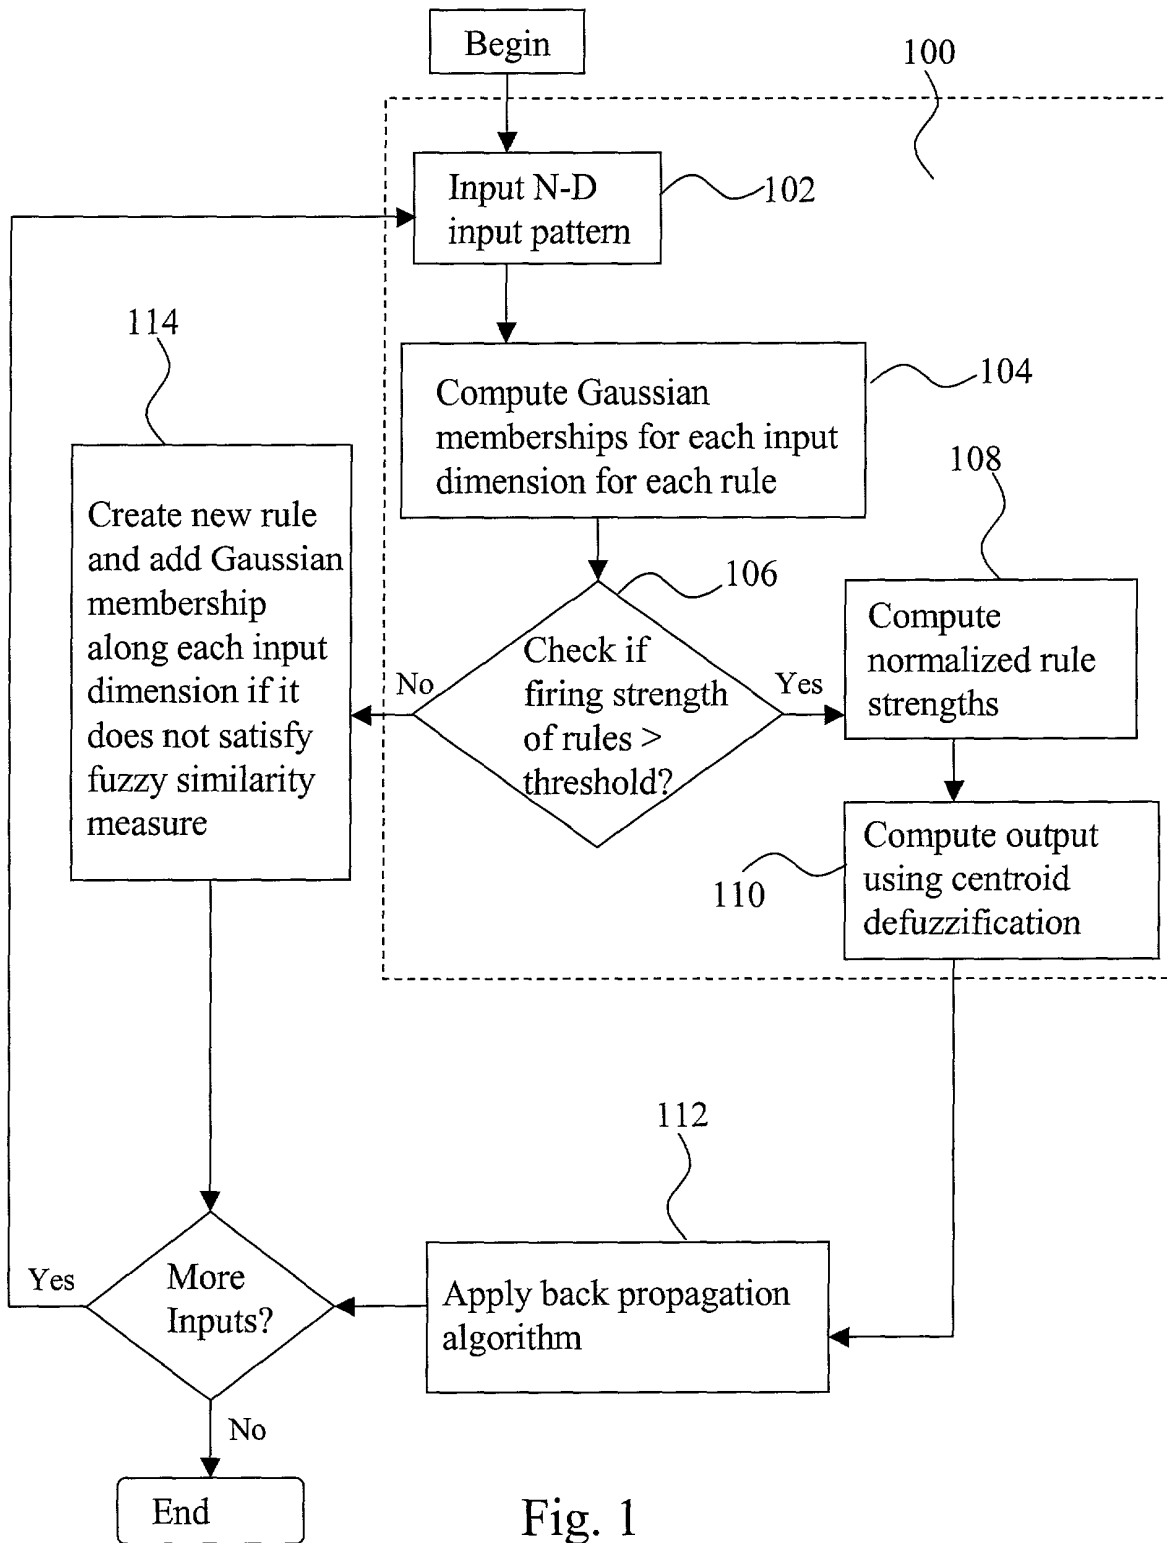 Begin
100
Input N-D
input pattern
102
114
Compute Gaussian
memberships for each input
dimension for each rule
104
108
Create new rule
and add Gaussian
membership
along each input
dimension if it
does not satisfy
fuzzy similarity
measure
106
Check if
firing strength
of rules >
threshold?
No
Yes
Compute
normalized rule
strengths
Compute output
using centroid
defuzzification
110
112
Apply back propagation
algorithm
More
Inputs?
Yes
No
End
Fig. 1